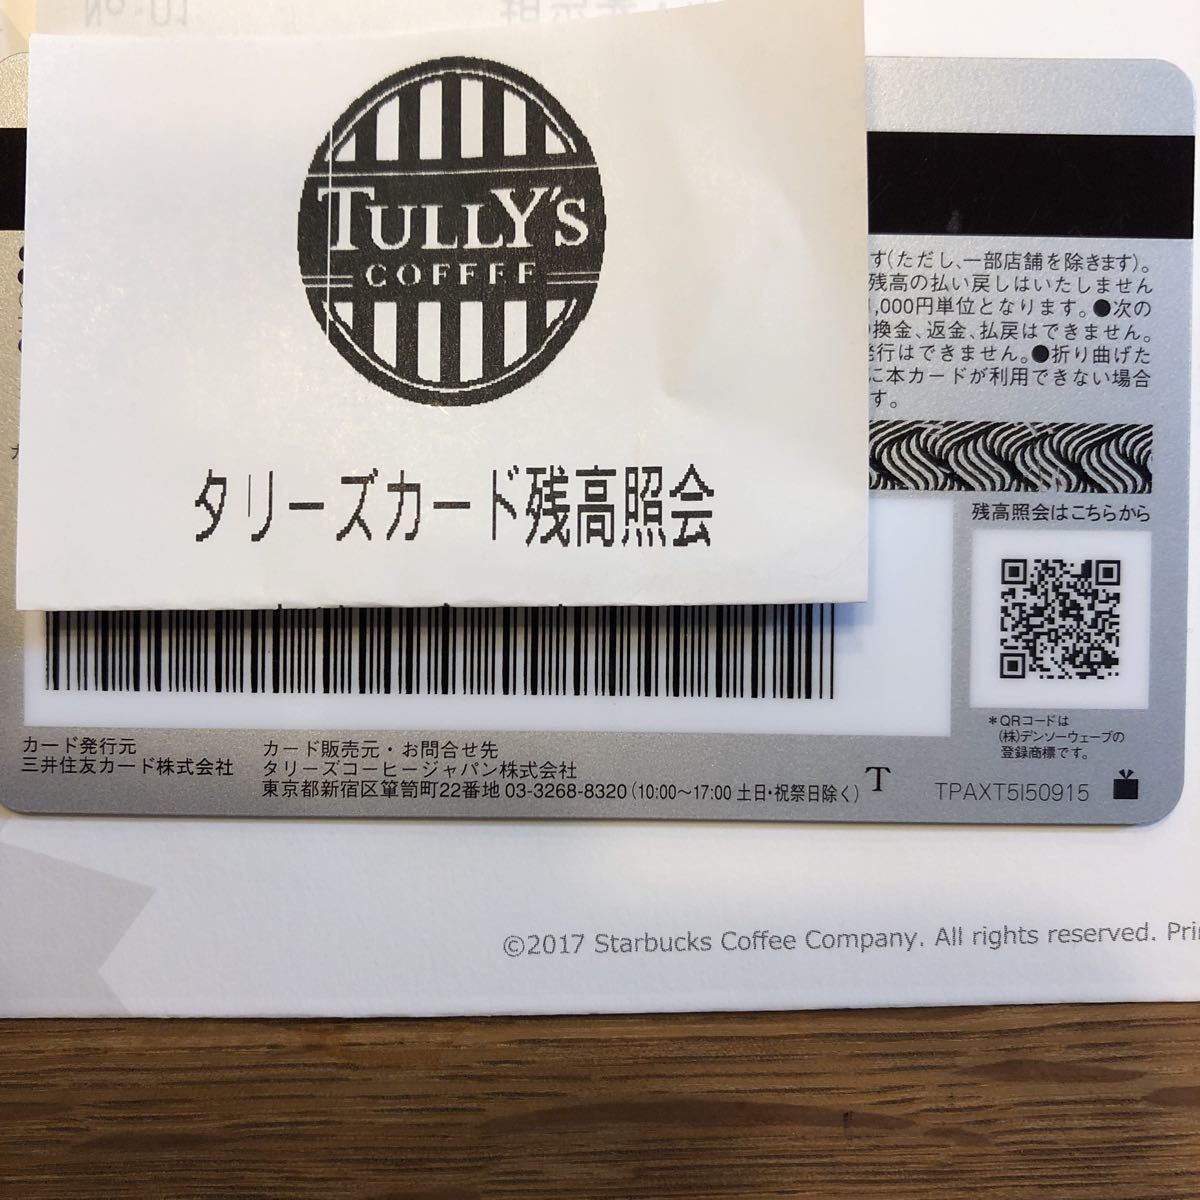 TULLY'S
COFFEE
タリーズカード残高照会
す(ただし、一部店舗を除きます)。
残高の払い戻しはいたしません
,000円単位となります。●次の
換金、返金、払戻はできません。
発行はできません。●折り曲げた
に本カードが利用できない場合
す。
残高照会はこちらから
*QRコードは
(株)デンソーウェーブの
登録商標です。
カード発行元
三井住友カード株式会社
カード販売元・お問合せ先
タリーズコーヒージャパン株式会社
東京都新宿区箪笥町22番地 03-3268-8320(10:00〜17:00 土日・祝祭日除く)
T
TPAXT5I50915
©2017 Starbucks Coffee Company. All rights reserved. Pri